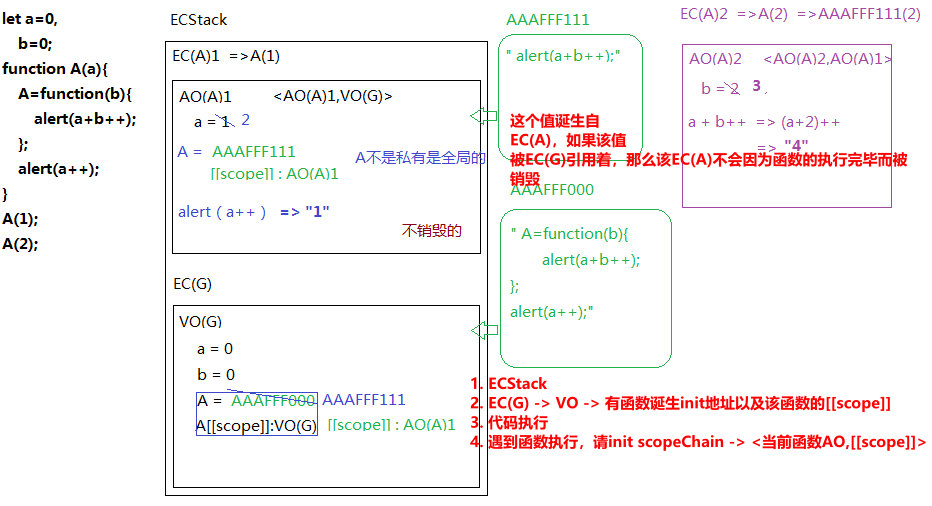 let a=0,
b=0;
function A(a){
A=function(b){
alert(a+b++);
};
alert(a++);
}
A(1);
A(2);
ECStack
EC(A)1 =>A(1)
AO(A)1 <AO(A)1,VO(G)>
a = 1 2
A = AAAFFF111
[[scope]] : AO(A)1
A不是私有是全局的
alert ( a++ ) => "1"
不销毁的
EC(G)
VO(G)
a = 0
b = 0
A = AAAFFF000 AAAFFF111
A[[scope]]:VO(G) [[scope]] : AO(A)1
AAAFFF111
" alert(a+b++);"
这个值诞生自
EC(A)，如果该值
被EC(G)引用着，那么该EC(A)不会因为函数的执行完毕而被
销毁
AAAFFF000
" A=function(b){
alert(a+b++);
};
alert(a++);"
EC(A)2 =>A(2) =>AAAFFF111(2)
AO(A)2 <AO(A)2,AO(A)1>
b = 2 3
a + b++ => (a+2)++
=> "4"
1. ECStack
2. EC(G) -> VO -> 有函数诞生init地址以及该函数的[[scope]]
3. 代码执行
4. 遇到函数执行，请init scopeChain -> <当前函数AO,[[scope]]>